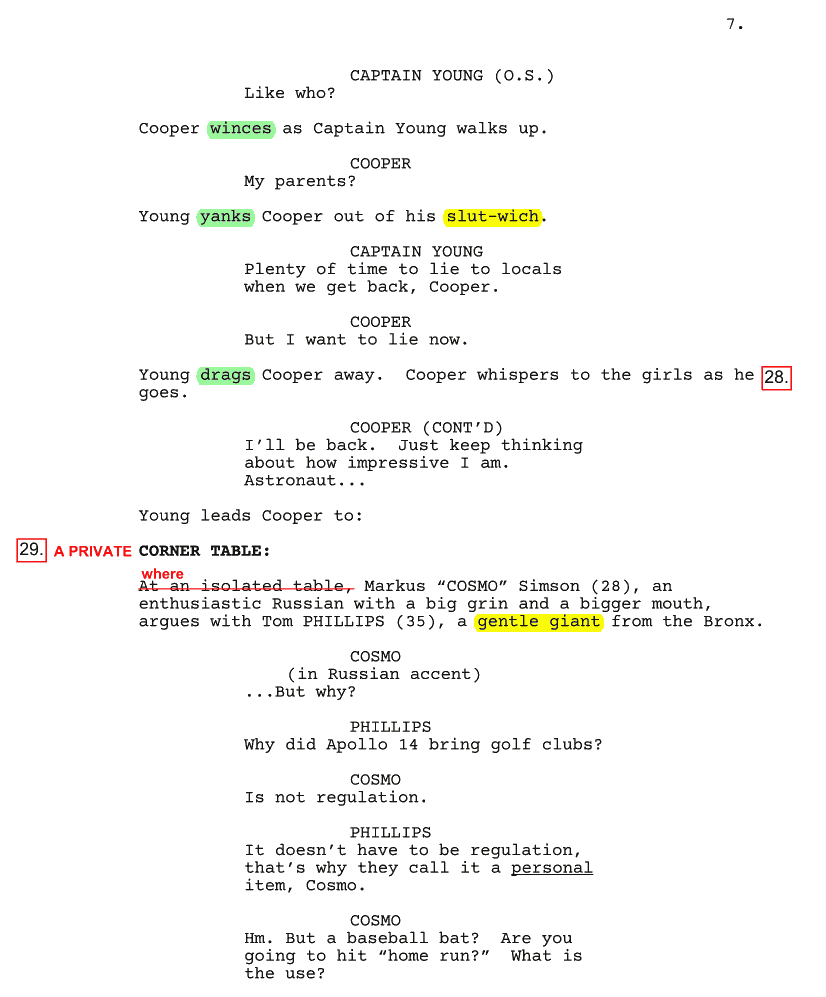 7.
CAPTAIN YOUNG (O.S.)
Like who?
Cooper winces as Captain Young walks up.
COOPER
My parents?
Young yanks Cooper out of his slut-wich.
CAPTAIN YOUNG
Plenty of time to lie to locals
when we get back, Cooper.
COOPER
But I want to lie now.
Young drags Cooper away.  Cooper whispers to the girls as he 28.
goes.
COOPER (CONT'D)
I'll be back.  Just keep thinking
about how impressive I am.
Astronaut...
Young leads Cooper to:
29. A PRIVATE CORNER TABLE:
where
At an isolated table, Markus “COSMO” Simson (28), an
enthusiastic Russian with a big grin and a bigger mouth,
argues with Tom PHILLIPS (35), a gentle giant from the Bronx.
COSMO
(in Russian accent)
...But why?
PHILLIPS
Why did Apollo 14 bring golf clubs?
COSMO
Is not regulation.
PHILLIPS
It doesn't have to be regulation,
that's why they call it a personal
item, Cosmo.
COSMO
Hm. But a baseball bat?  Are you
going to hit “home run?”  What is
the use?